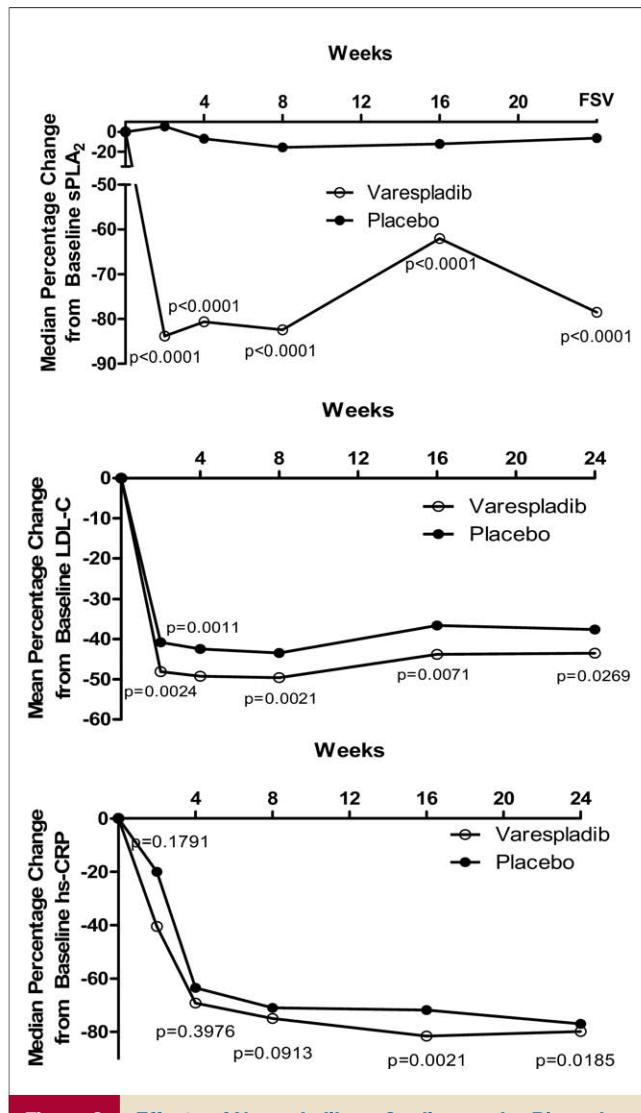 Weeks
4 8 12 16 20 FSV
0
-20
-50
-60
-70
-80
-90
Median Percentage Change
from Baseline sPLA2
Varespladib
Placebo
p<0.0001
p<0.0001
p<0.0001
p<0.0001
p<0.0001
Weeks
4 8 12 16 20 24
0
-10
-20
-30
-40
-50
-60
Mean Percentage Change
from Baseline LDL-C
Varespladib
Placebo
p=0.0011
p=0.0024
p=0.0021
p=0.0071
p=0.0269
Weeks
4 8 12 16 20 24
0
-20
-40
-60
-80
Median Percentage Change
from Baseline hs-CRP
Varespladib
Placebo
p=0.1791
p=0.3976
p=0.0913
p=0.0021
p=0.0185